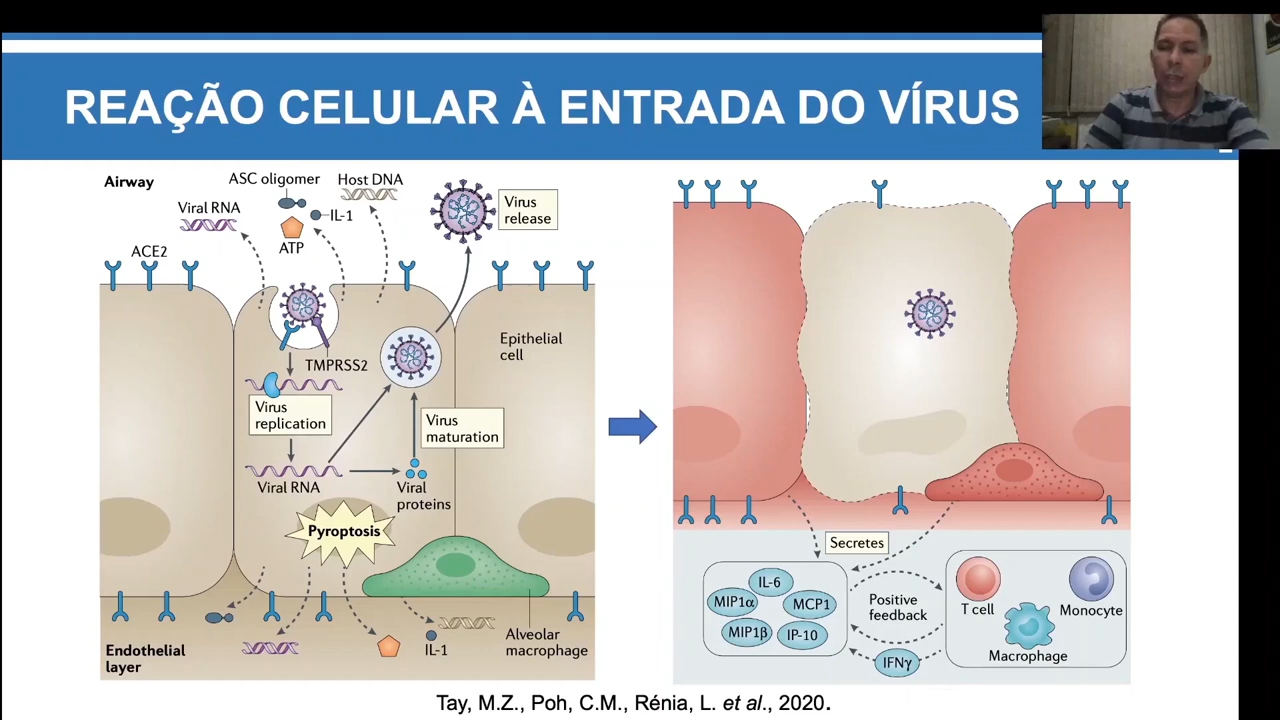 REAÇÃO CELULAR À ENTRADA DO VÍRUS
Airway
ASC oligomer
Host DNA
Viral RNA
IL-1
ATP
Virus
release
ACE2
TMPRSS2
Epithelial
cell
Virus
replication
Virus
maturation
Viral RNA
Viral
proteins
Pyroptosis
Endothelial
layer
IL-1
Alveolar
macrophage
Secretes
IL-6
MIP1α
MCP1
MIP1β
IP-10
Positive
feedback
IFNγ
T cell
Monocyte
Macrophage
Tay, M.Z., Poh, C.M., Rénia, L. et al., 2020.